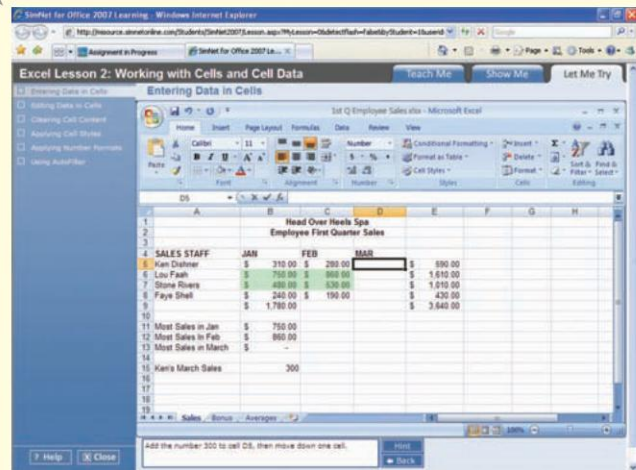 SimNet for Office 2007 Learning - Windows Internet Explorer
Google
Assignment in Progress
SimNet for Office 2007 Le...
Page
Tools
Excel Lesson 2: Working with Cells and Cell Data
Teach Me
Show Me
Let Me Try
Entering Data in Cells
Editing Data in Cells
Clearing Cell Content
Applying Cell Styles
Applying Number Formats
Using AutoFilter
Entering Data in Cells
1st Q Employee Sales.xlsx - Microsoft Excel
Home Insert Page Layout Formulas Data Review View
Paste
Calibri 11
Number
Conditional Formatting
Format as Table
Cell Styles
Insert
Delete
Format
Sort & Filter
Find & Select
Font Alignment Number Styles Cells Editing
D5
A B C D E F G H
1 Head Over Heels Spa
2 Employee First Quarter Sales
3
4 SALES STAFF JAN FEB MAR
5 Ken Dishner $ 310.00 $ 280.00 $ 590.00
6 Lou Faah $ 750.00 $ 860.00 $ 1,610.00
7 Stone Rivers $ 480.00 $ 530.00 $ 1,010.00
8 Faye Shell $ 240.00 $ 190.00 $ 430.00
9 $ 1,780.00 $ 3,640.00
10
11 Most Sales in Jan $ 750.00
12 Most Sales In Feb $ 860.00
13 Most Sales in March $ -
14
15 Ken's March Sales 300
16
17
18
19
Sales Bonus Averages
100%
Add the number 300 to cell D5, then move down one cell.
Hint
Back
? Help
X Close